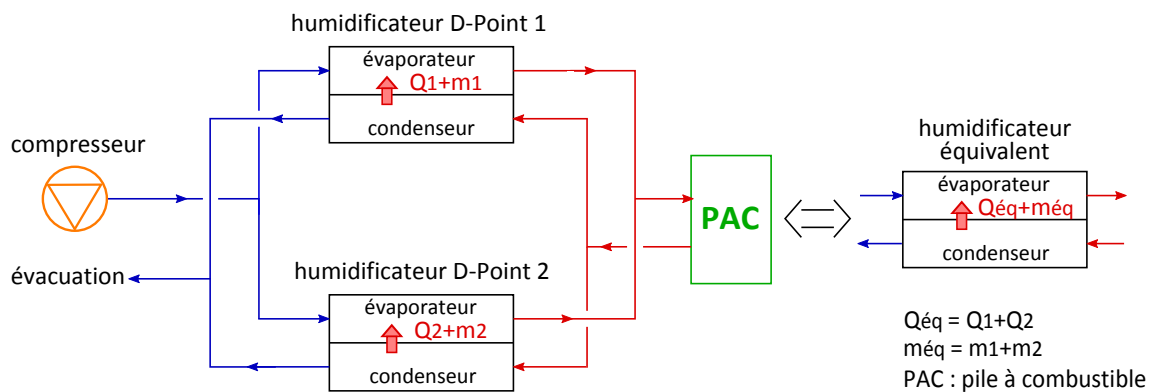 humidificateur D-Point 1
évaporateur
Q1+m1
condenseur
compresseur
évacuation
humidificateur D-Point 2
évaporateur
Q2+m2
condenseur
PAC
humidificateur
équivalent
évaporateur
Qéq+méq
condenseur
Qéq = Q1+Q2
méq = m1+m2
PAC : pile à combustible